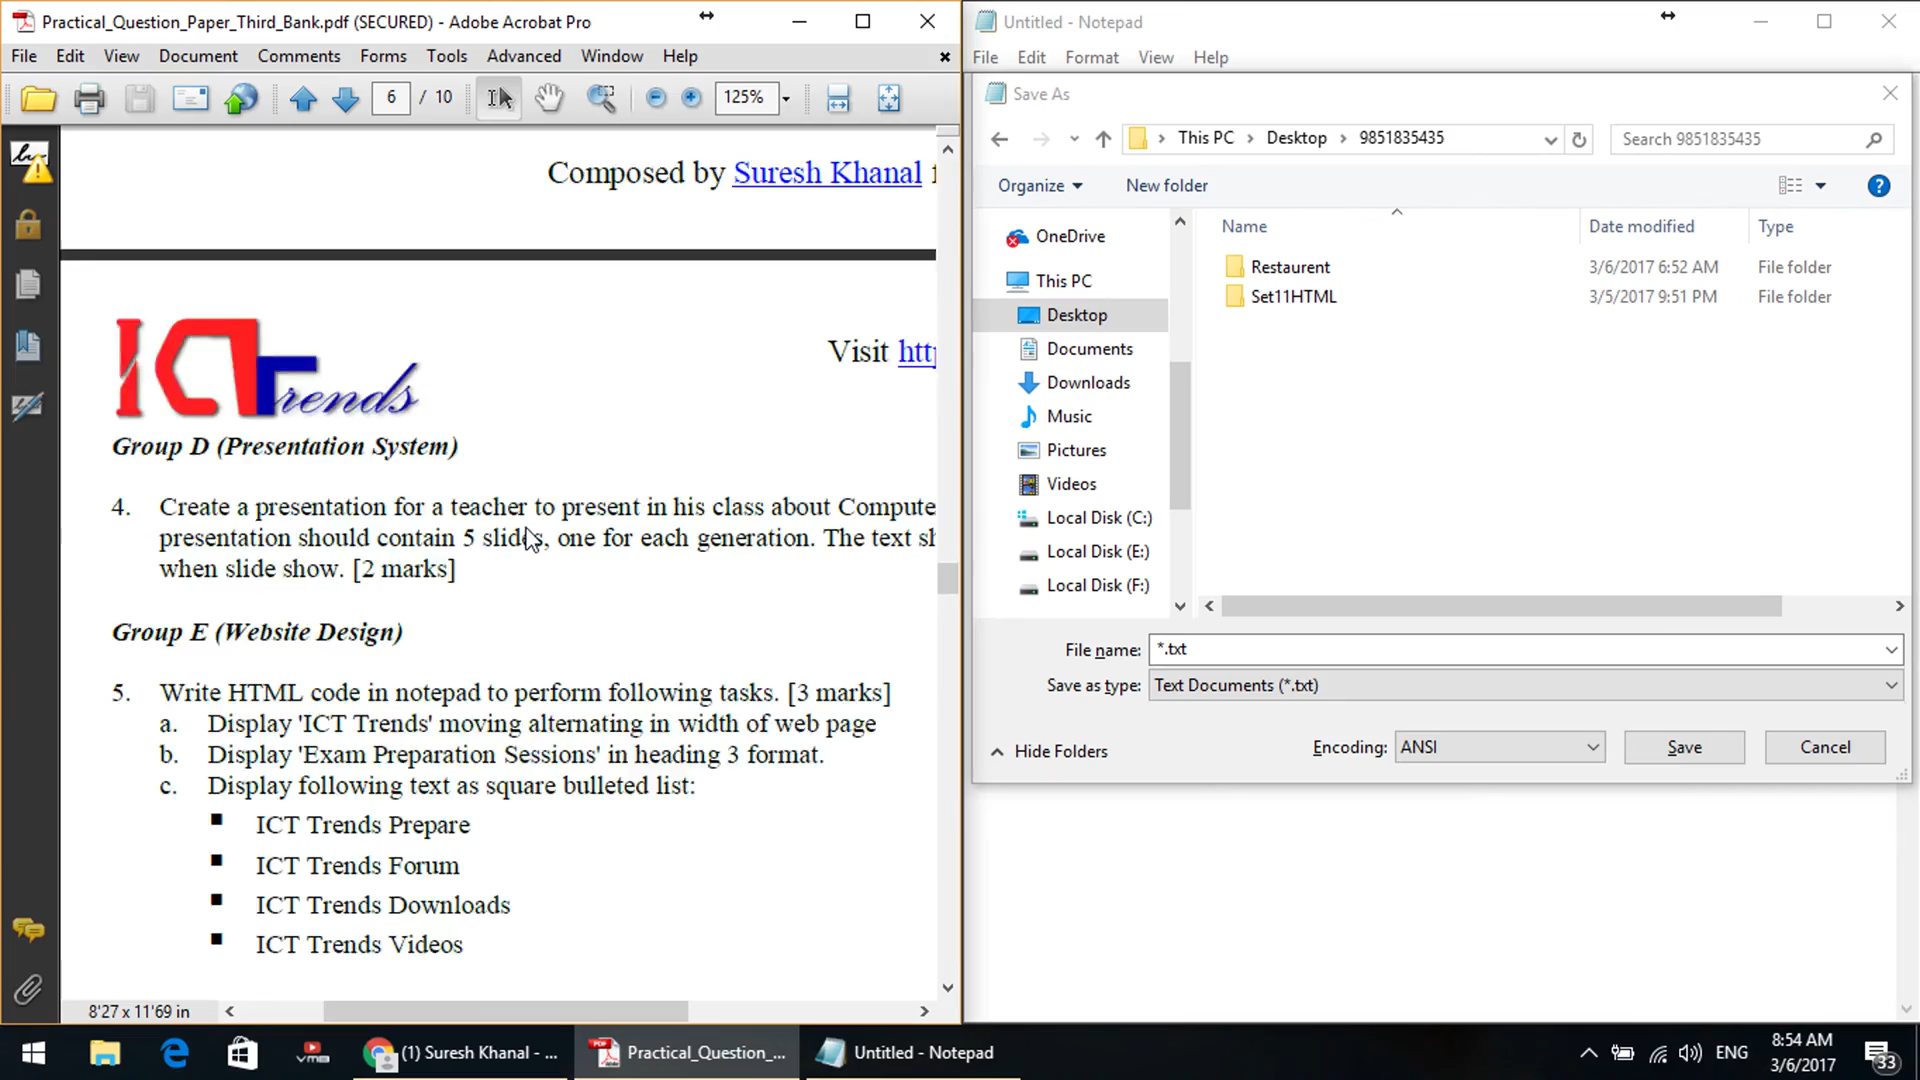 Practical_Question_Paper_Third_Bank.pdf (SECURED) - Adobe Acrobat Pro
File Edit View Document Comments Forms Tools Advanced Window Help
6 / 10 125%
Composed by Suresh Khanal f
ICTrends
Visit http
Group D (Presentation System)
4. Create a presentation for a teacher to present in his class about Compute
presentation should contain 5 slides, one for each generation. The text sh
when slide show. [2 marks]
Group E (Website Design)
5. Write HTML code in notepad to perform following tasks. [3 marks]
a. Display 'ICT Trends' moving alternating in width of web page
b. Display 'Exam Preparation Sessions' in heading 3 format.
c. Display following text as square bulleted list:
ICT Trends Prepare
ICT Trends Forum
ICT Trends Downloads
ICT Trends Videos
8'27 x 11'69 in
Untitled - Notepad
File Edit Format View Help
Save As
This PC Desktop 9851835435
Search 9851835435
Organize New folder
Name Date modified Type
Restaurent 3/6/2017 6:52 AM File folder
Set11HTML 3/5/2017 9:51 PM File folder
OneDrive
This PC
Desktop
Documents
Downloads
Music
Pictures
Videos
Local Disk (C:)
Local Disk (E:)
Local Disk (F:)
File name: *.txt
Save as type: Text Documents (*.txt)
Hide Folders
Encoding: ANSI
Save Cancel
(1) Suresh Khanal - ...
Practical_Question_...
Untitled - Notepad
ENG
8:54 AM
3/6/2017
33